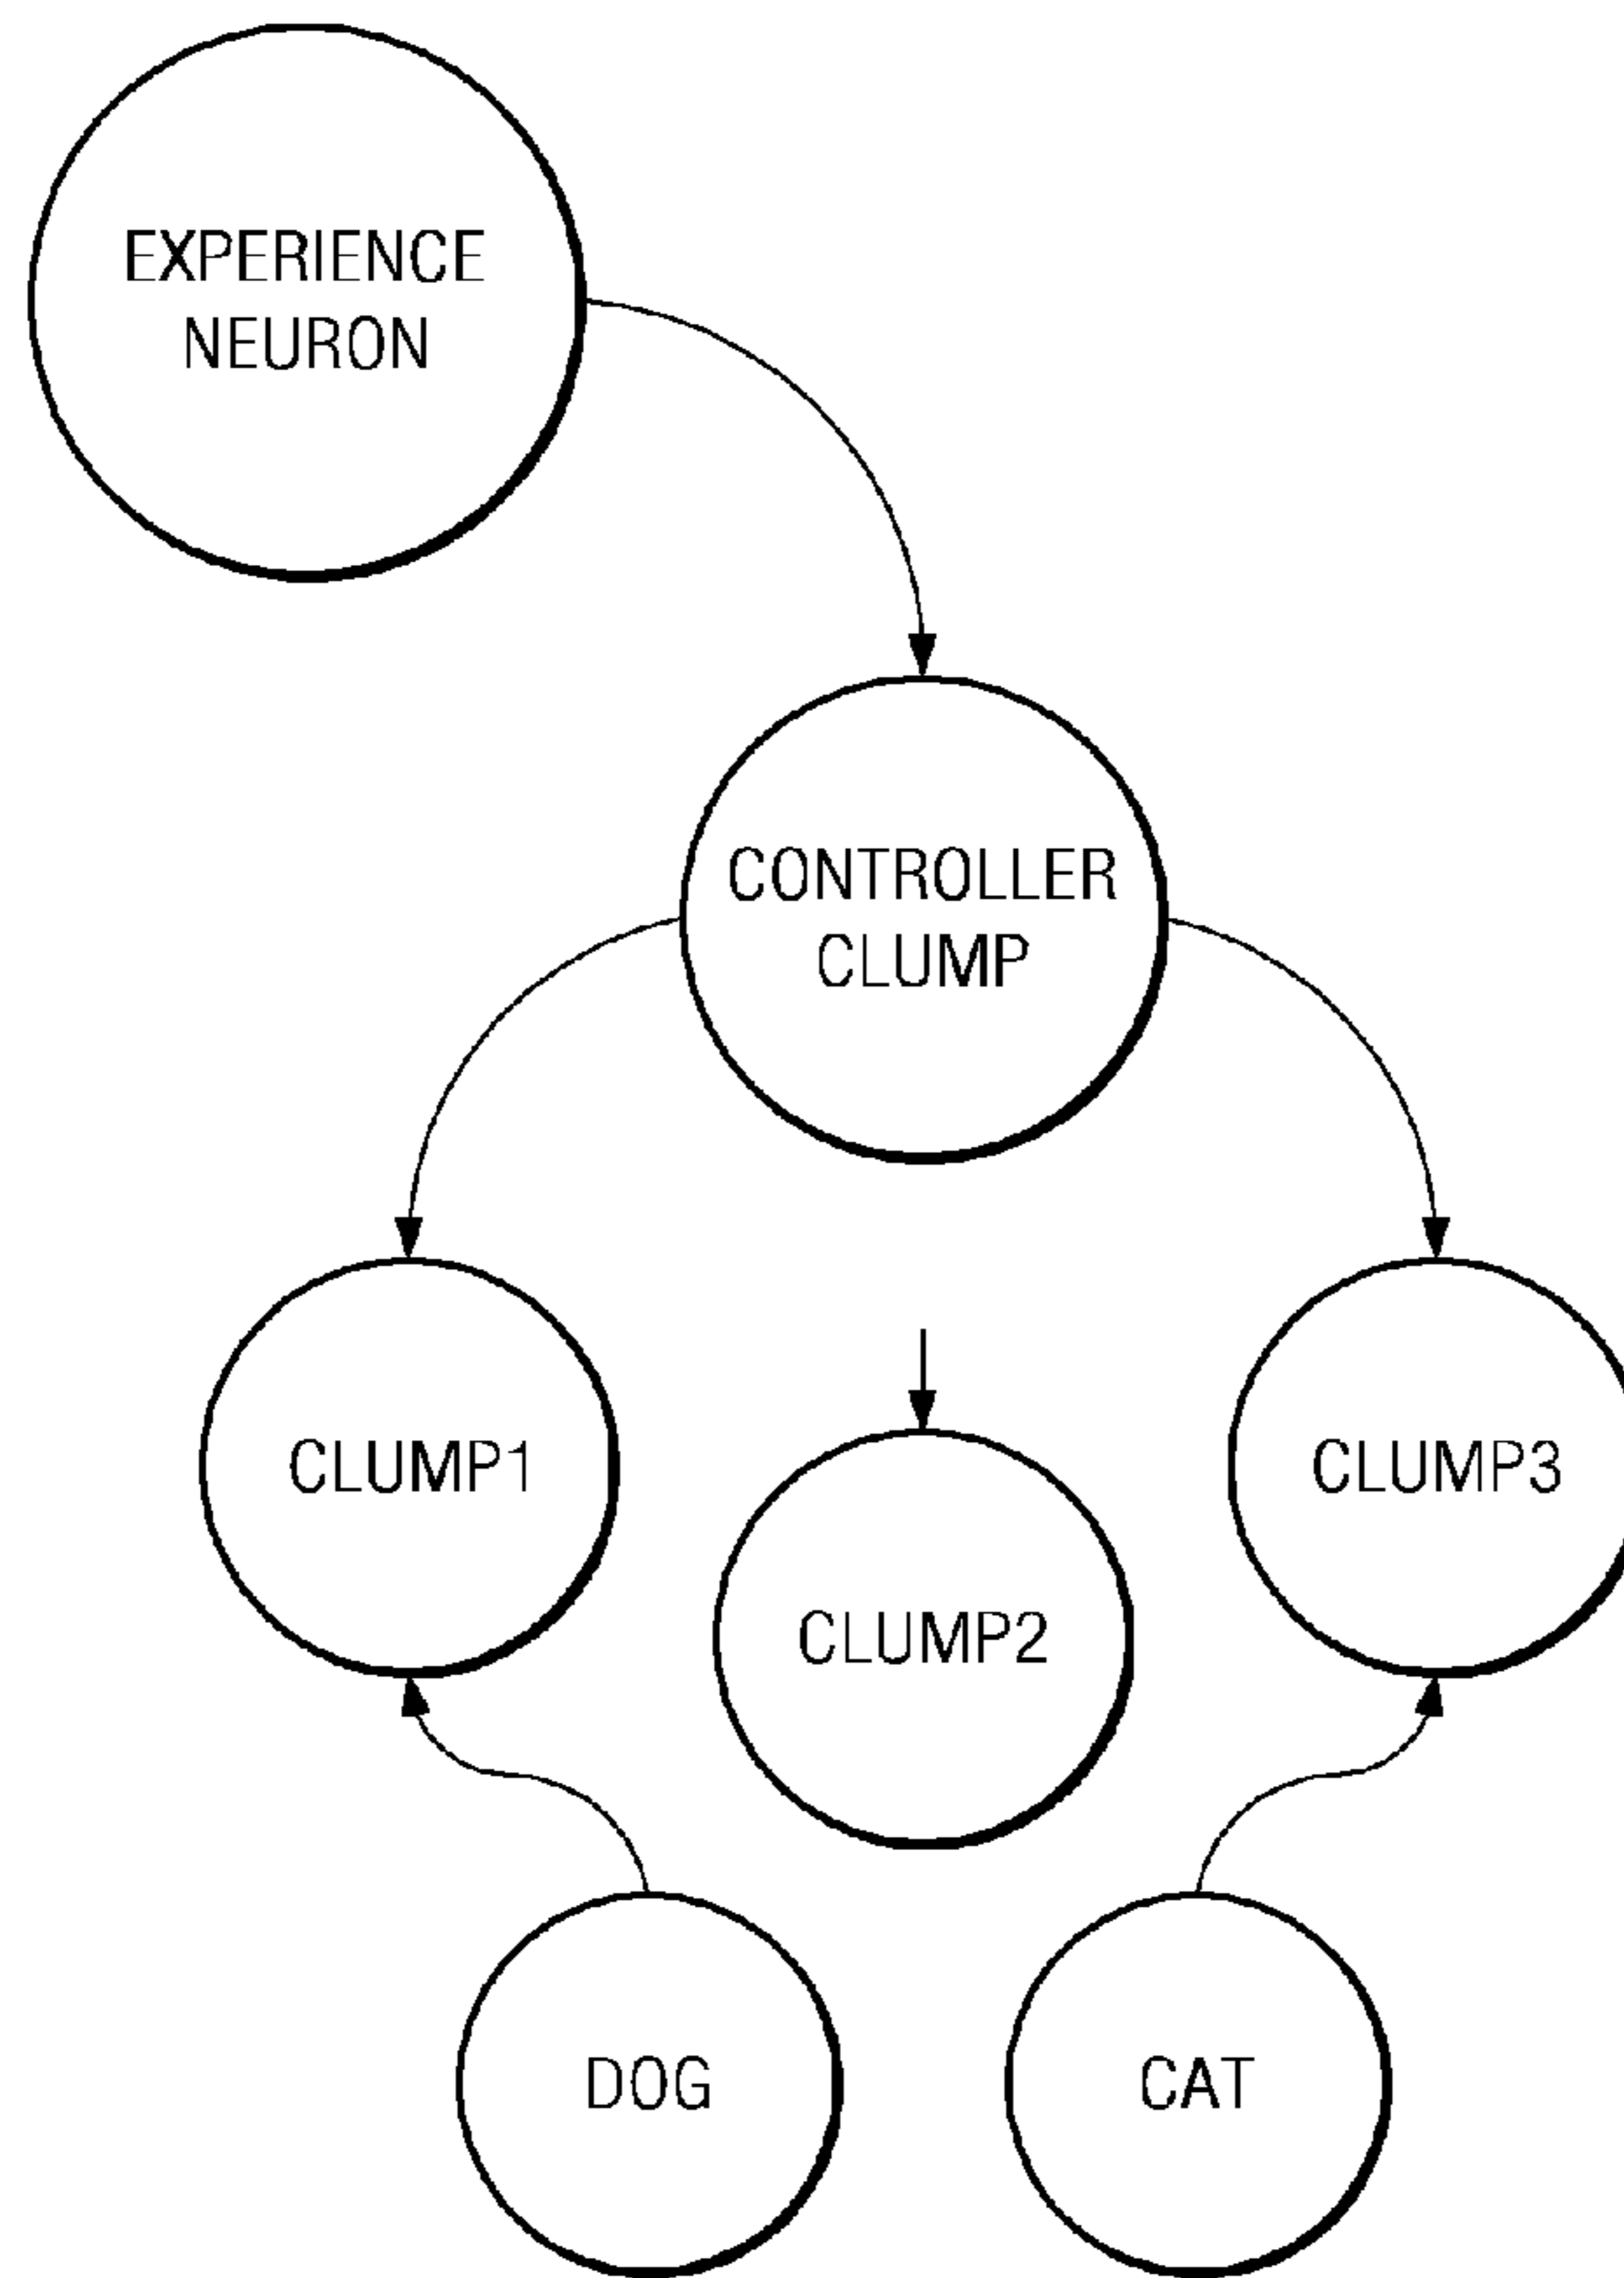 EXPERIENCE
NEURON
CONTROLLER
CLUMP
CLUMP1
CLUMP3
CLUMP2
DOG
CAT